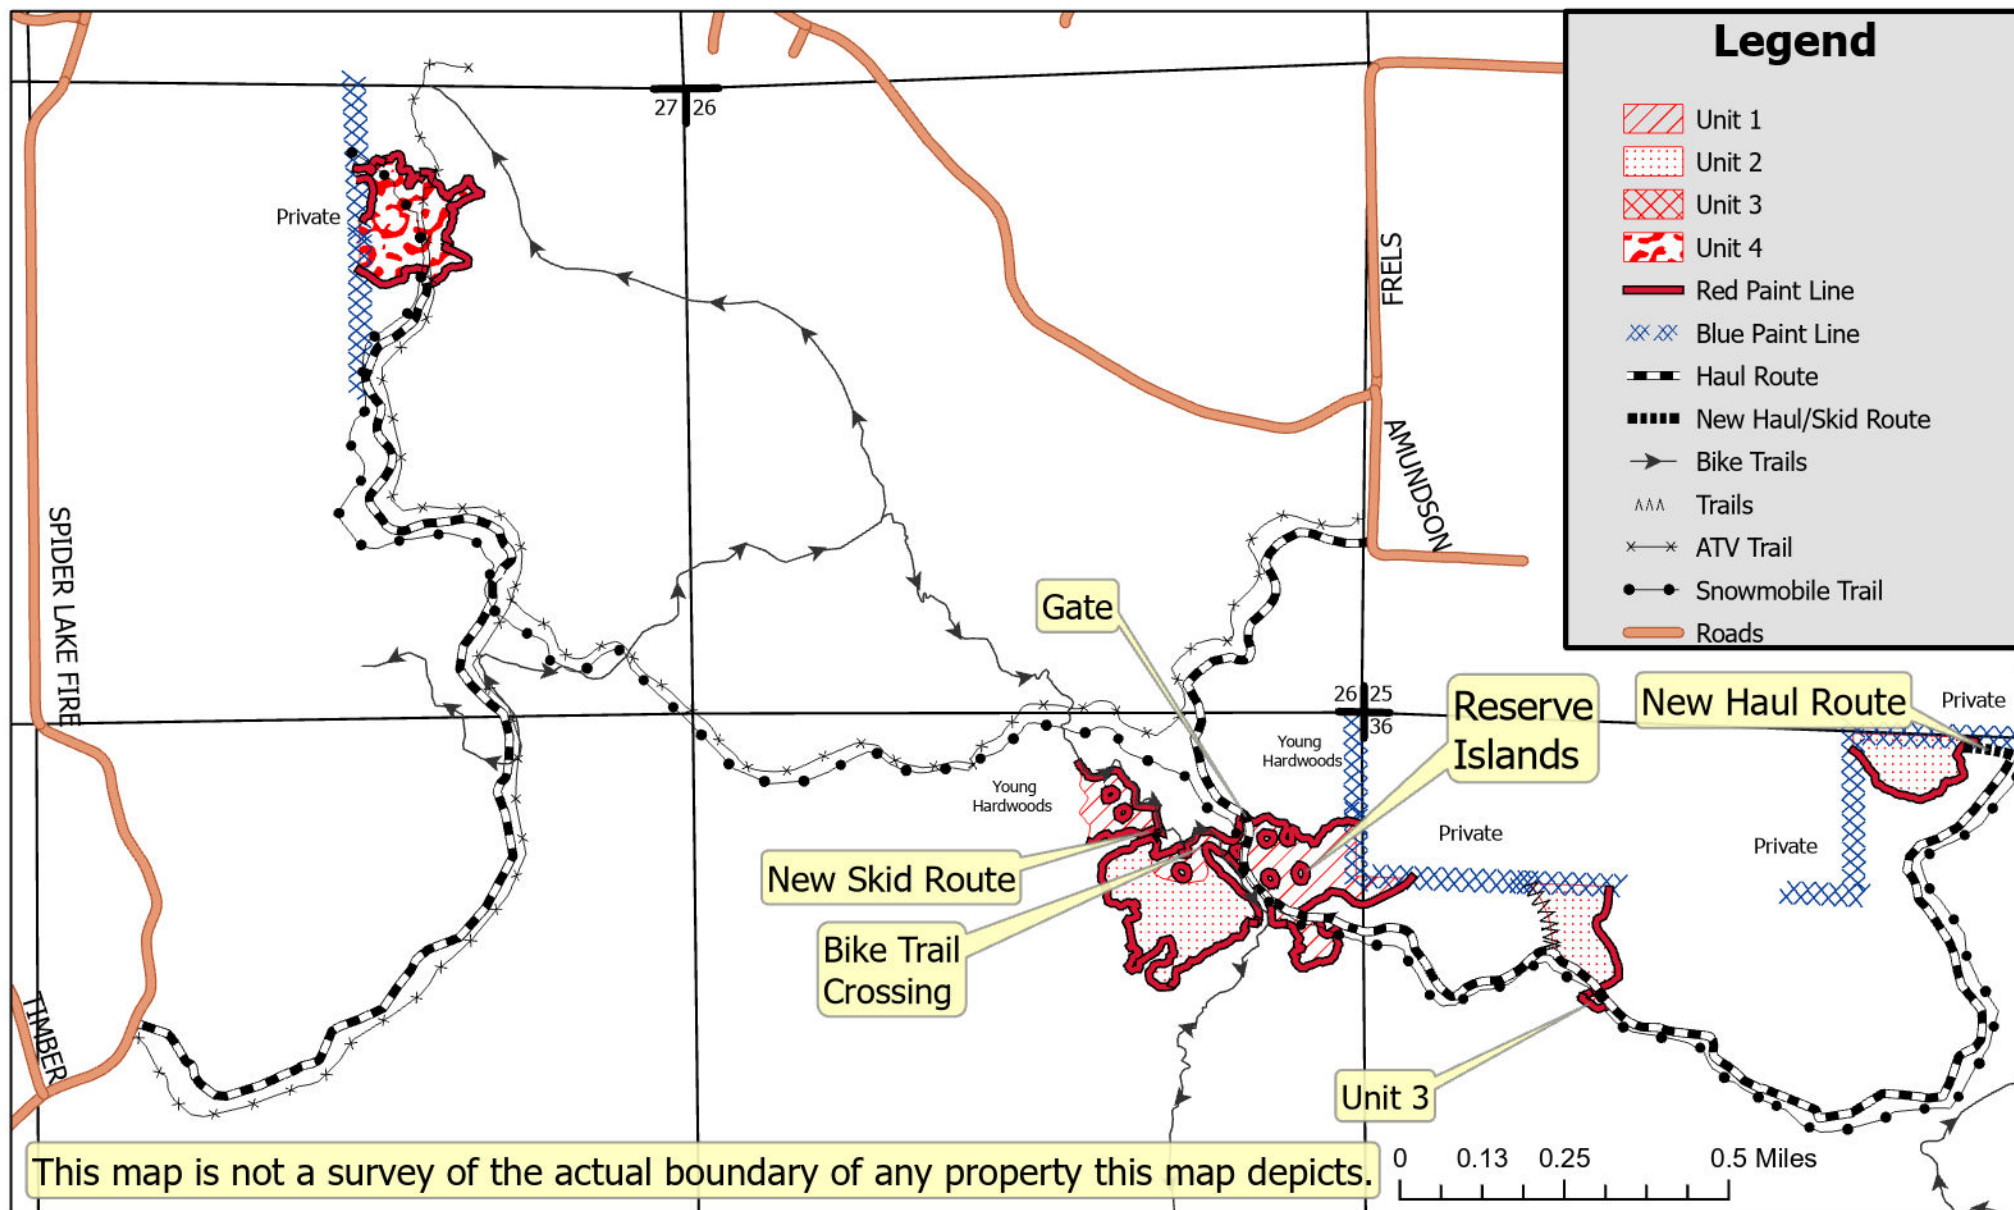 Legend
Unit 1
Unit 2
Unit 3
Unit 4
Red Paint Line
Blue Paint Line
Haul Route
New Haul/Skid Route
Bike Trails
Trails
ATV Trail
Snowmobile Trail
Roads
27 26
Private
FRELS
AMUNDSON
SPIDER LAKE FIRE
TIMBER
Gate
26 25
36
Reserve
Islands
New Haul Route
Private
Young
Hardwoods
Young
Hardwoods
Private
Private
New Skid Route
Bike Trail
Crossing
Unit 3
This map is not a survey of the actual boundary of any property this map depicts.
0 0.13 0.25 0.5 Miles